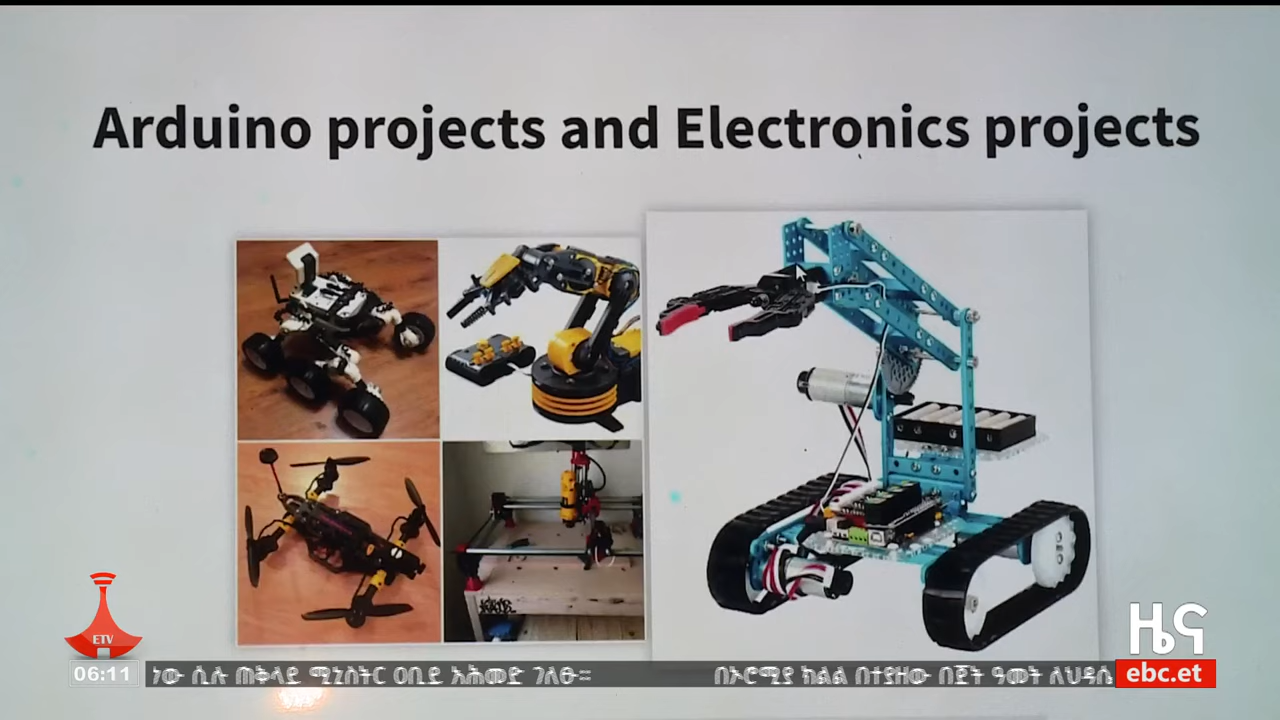 Arduino projects and Electronics projects
ETV
ዜና
06:11
ነው ሲሉ ጠቅላይ ሚኒስትር ዐቢይ አሕመድ ገለፁ።
በኦሮሚያ ክልል በተያዘው በጀት ዓመት ለህዳሴ
ebc.et